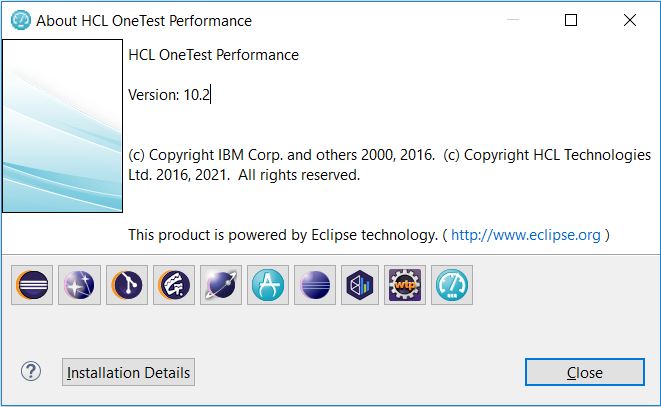 About HCL OneTest Performance
HCL OneTest Performance
Version: 10.2
(c) Copyright IBM Corp. and others 2000, 2016.  (c) Copyright HCL Technologies
Ltd. 2016, 2021.  All rights reserved.
This product is powered by Eclipse technology. ( http://www.eclipse.org )
wtp
?
Installation Details
Close